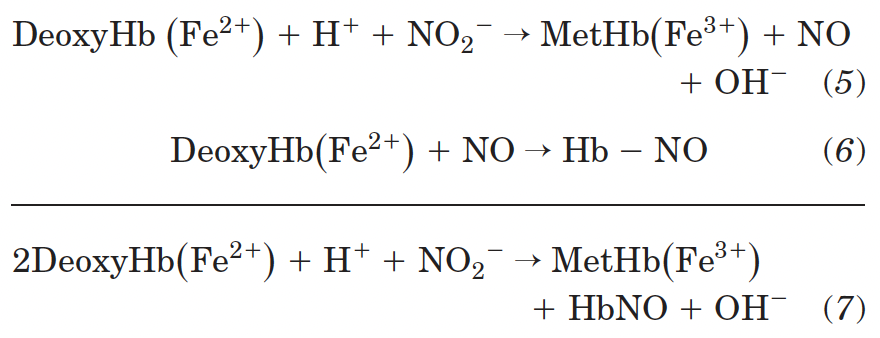 DeoxyHb (Fe²⁺) + H⁺ + NO₂⁻ → MetHb(Fe³⁺) + NO
+ OH⁻ (5)
DeoxyHb(Fe²⁺) + NO → Hb − NO (6)
2DeoxyHb(Fe²⁺) + H⁺ + NO₂⁻ → MetHb(Fe³⁺)
+ HbNO + OH⁻ (7)